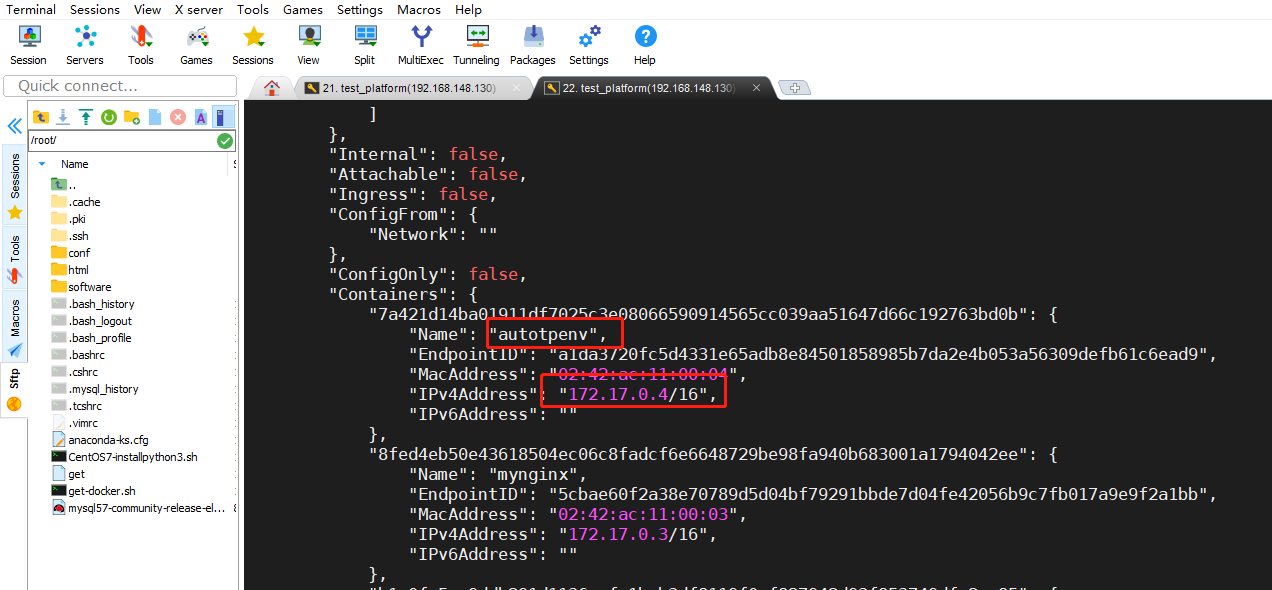 Terminal Sessions View X server Tools Games Settings Macros Help
Session Servers Tools Games Sessions View Split MultiExec Tunneling Packages Settings Help
Quick connect...
21. test_platform(192.168.148.130)
22. test_platform(192.168.148.130)
/root/
Name
..
.cache
.pki
.ssh
conf
html
software
.bash_history
.bash_logout
.bash_profile
.bashrc
.cshrc
.mysql_history
.tcshrc
.vimrc
anaconda-ks.cfg
CentOS7-installpython3.sh
get
get-docker.sh
mysql57-community-release-el...
Sessions
Tools
Macros
Sftp
]
},
"Internal": false,
"Attachable": false,
"Ingress": false,
"ConfigFrom": {
"Network": ""
},
"ConfigOnly": false,
"Containers": {
"7a421d14ba01911df7025c3e08066590914565cc039aa51647d66c192763bd0b": {
"Name": "autotpenv",
"EndpointID": "a1da3720fc5d4331e65adb8e84501858985b7da2e4b053a56309defb61c6ead9",
"MacAddress": "02:42:ac:11:00:04",
"IPv4Address": "172.17.0.4/16",
"IPv6Address": ""
},
"8fed4eb50e43618504ec06c8fadcf6e6648729be98fa940b683001a1794042ee": {
"Name": "mynginx",
"EndpointID": "5cbae60f2a38e70789d5d04bf79291bbde7d04fe42056b9c7fb017a9e9f2a1bb",
"MacAddress": "02:42:ac:11:00:03",
"IPv4Address": "172.17.0.3/16",
"IPv6Address": ""
},